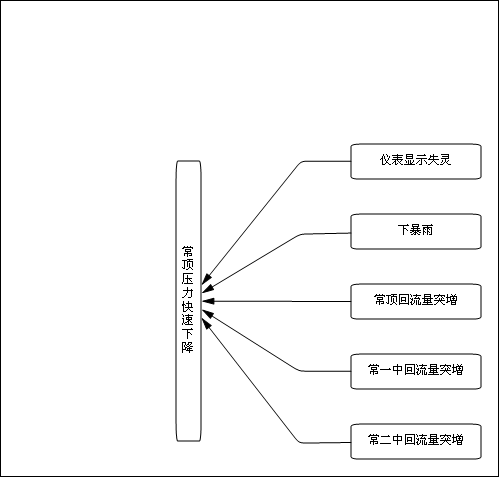 仪表显示失灵
下暴雨
常顶压力快速下降
常顶回流量突增
常一中回流量突增
常二中回流量突增